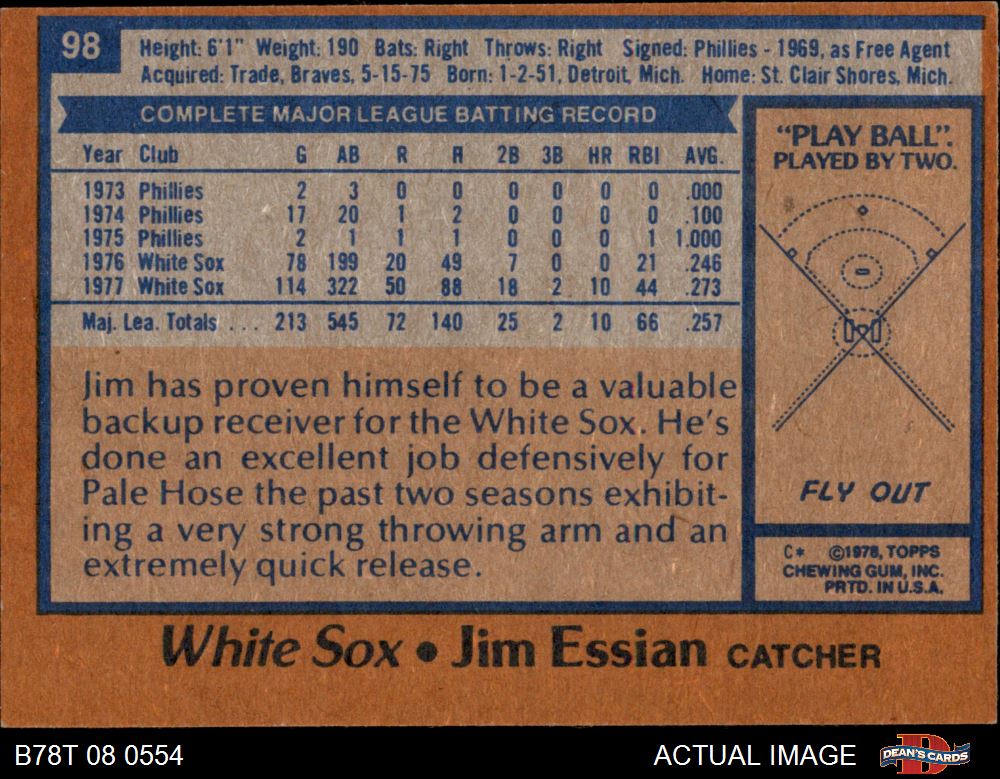 98
Height: 6'1" Weight: 190 Bats: Right Throws: Right Signed: Phillies - 1969, as Free Agent
Acquired: Trade, Braves, 5-15-75 Born: 1-2-51, Detroit, Mich. Home: St. Clair Shores, Mich.
COMPLETE MAJOR LEAGUE BATTING RECORD
Year Club G AB R H 2B 3B HR RBI AVG.
1973 Phillies 2 3 0 0 0 0 0 0 .000
1974 Phillies 17 20 1 2 0 0 0 0 .100
1975 Phillies 2 1 1 1 0 0 0 1 1.000
1976 White Sox 78 199 20 49 7 0 0 21 .246
1977 White Sox 114 322 50 88 18 2 10 44 .273
Maj. Lea. Totals ... 213 545 72 140 25 2 10 66 .257
Jim has proven himself to be a valuable
backup receiver for the White Sox. He's
done an excellent job defensively for
Pale Hose the past two seasons exhibit-
ing a very strong throwing arm and an
extremely quick release.
"PLAY BALL".
PLAYED BY TWO.
FLY OUT
C* ©1978, TOPPS
CHEWING GUM, INC.
PRTD. IN U.S.A.
White Sox • Jim Essian CATCHER
B78T 08 0554 ACTUAL IMAGE DEAN'S CARDS